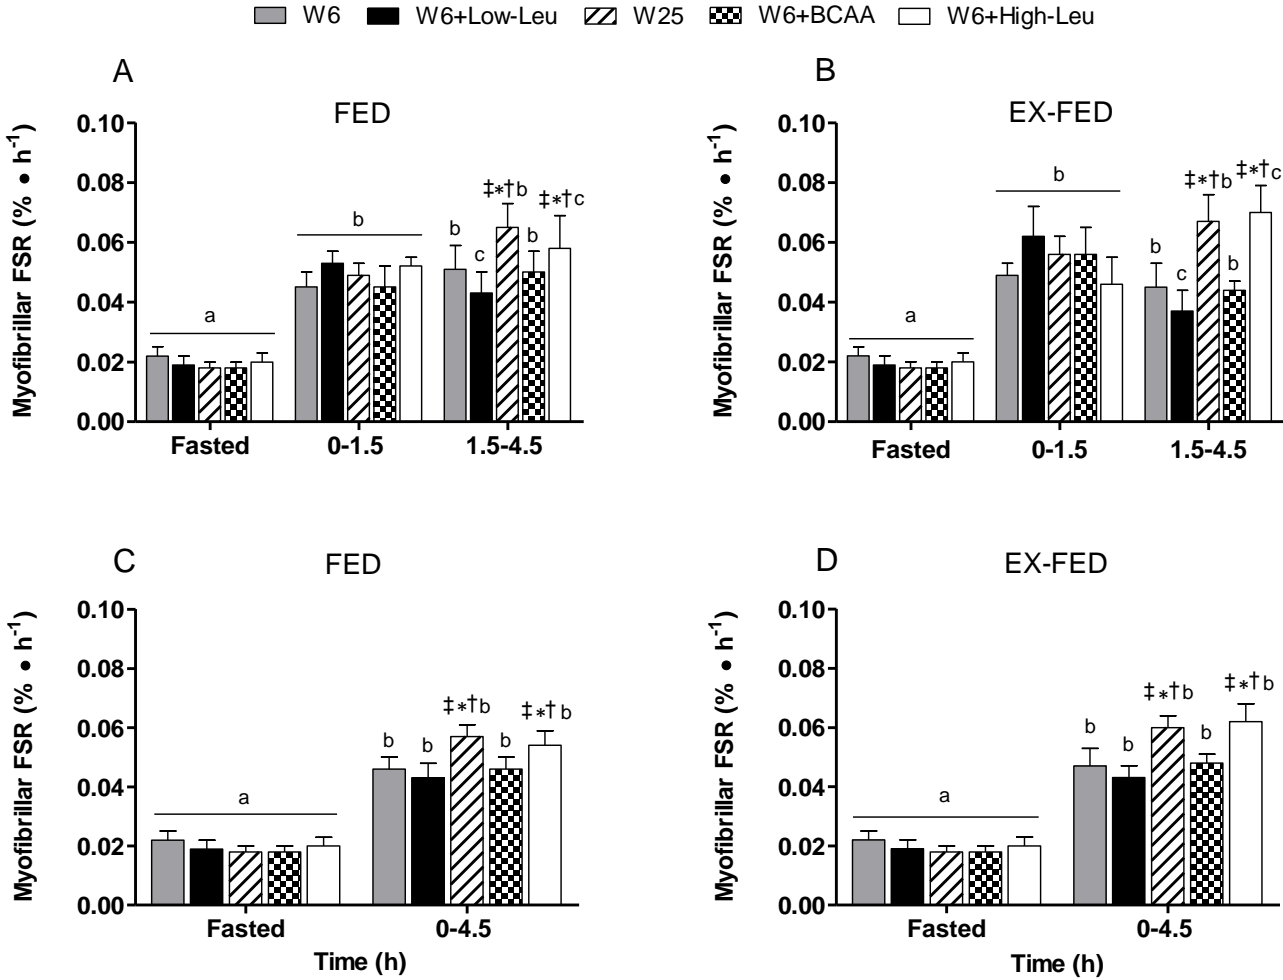 W6 W6+Low-Leu W25 W6+BCAA W6+High-Leu
A
FED
Myofibrillar FSR (% • h⁻¹)
0.10
0.08
0.06
0.04
0.02
0.00
a
b
b
c
‡*†b
b
‡*†c
Fasted 0-1.5 1.5-4.5
B
EX-FED
Myofibrillar FSR (% • h⁻¹)
0.10
0.08
0.06
0.04
0.02
0.00
a
b
b
c
‡*†b
b
‡*†c
Fasted 0-1.5 1.5-4.5
C
FED
Myofibrillar FSR (% • h⁻¹)
0.10
0.08
0.06
0.04
0.02
0.00
a
b
b
‡*†b
b
‡*†b
Fasted 0-4.5
Time (h)
D
EX-FED
Myofibrillar FSR (% • h⁻¹)
0.10
0.08
0.06
0.04
0.02
0.00
a
b
b
‡*†b
b
‡*†b
Fasted 0-4.5
Time (h)